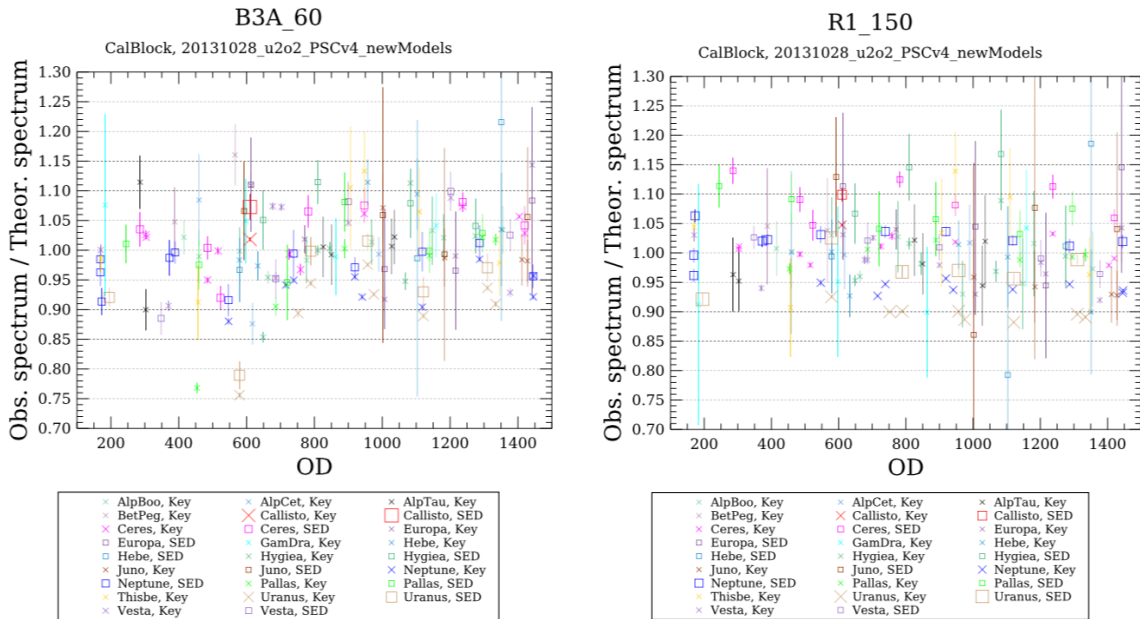 B3A_60
CalBlock, 20131028_u2o2_PSCv4_newModels
Obs. spectrum / Theor. spectrum
1.30
1.25
1.20
1.15
1.10
1.05
1.00
0.95
0.90
0.85
0.80
0.75
0.70
200 400 600 800 1000 1200 1400
OD
AlpBoo, Key AlpCet, Key AlpTau, Key
BetPeg, Key Callisto, Key Callisto, SED
Ceres, Key Ceres, SED Europa, Key
Europa, SED GamDra, Key Hebe, Key
Hebe, SED Hygiea, Key Hygiea, SED
Juno, Key Juno, SED Neptune, Key
Neptune, SED Pallas, Key Pallas, SED
Thisbe, Key Uranus, Key Uranus, SED
Vesta, Key Vesta, SED
R1_150
CalBlock, 20131028_u2o2_PSCv4_newModels
Obs. spectrum / Theor. spectrum
1.30
1.25
1.20
1.15
1.10
1.05
1.00
0.95
0.90
0.85
0.80
0.75
0.70
200 400 600 800 1000 1200 1400
OD
AlpBoo, Key AlpCet, Key AlpTau, Key
BetPeg, Key Callisto, Key Callisto, SED
Ceres, Key Ceres, SED Europa, Key
Europa, SED GamDra, Key Hebe, Key
Hebe, SED Hygiea, Key Hygiea, SED
Juno, Key Juno, SED Neptune, Key
Neptune, SED Pallas, Key Pallas, SED
Thisbe, Key Uranus, Key Uranus, SED
Vesta, Key Vesta, SED